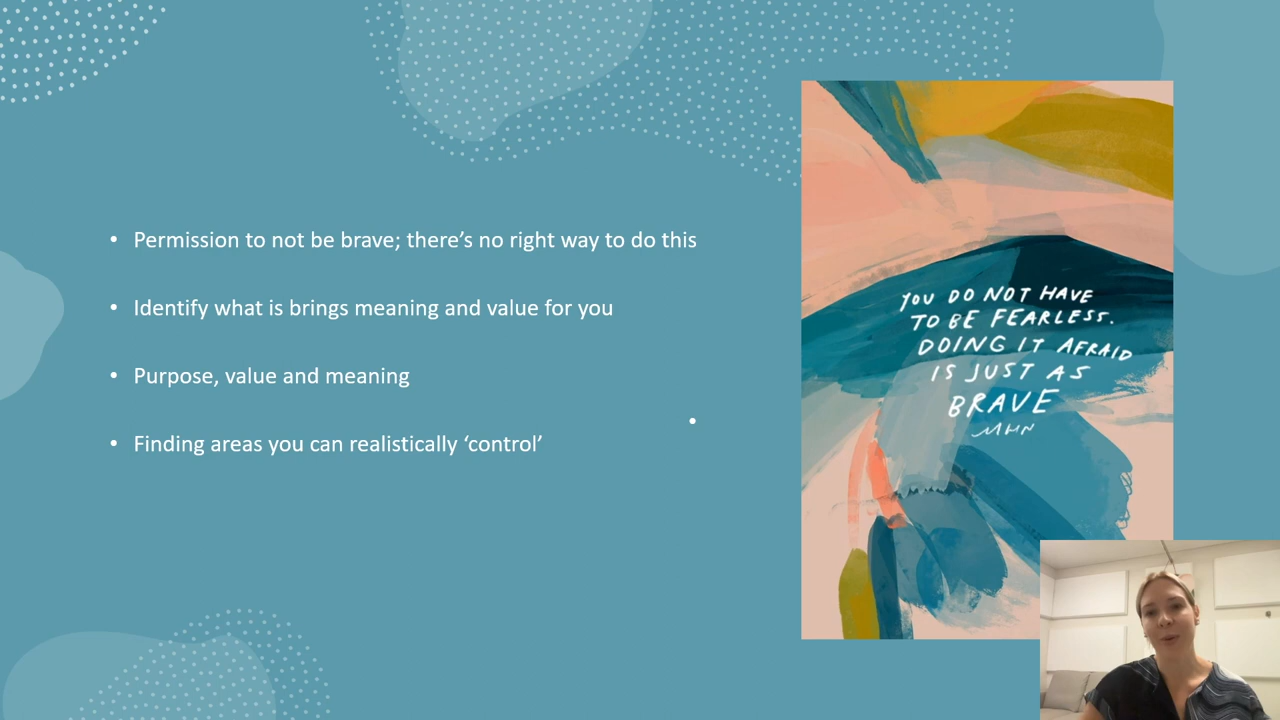 • Permission to not be brave; there’s no right way to do this
• Identify what is brings meaning and value for you
• Purpose, value and meaning
• Finding areas you can realistically ‘control’
YOU DO NOT HAVE
TO BE FEARLESS.
DOING IT AFRAID
IS JUST AS
BRAVE
MHN